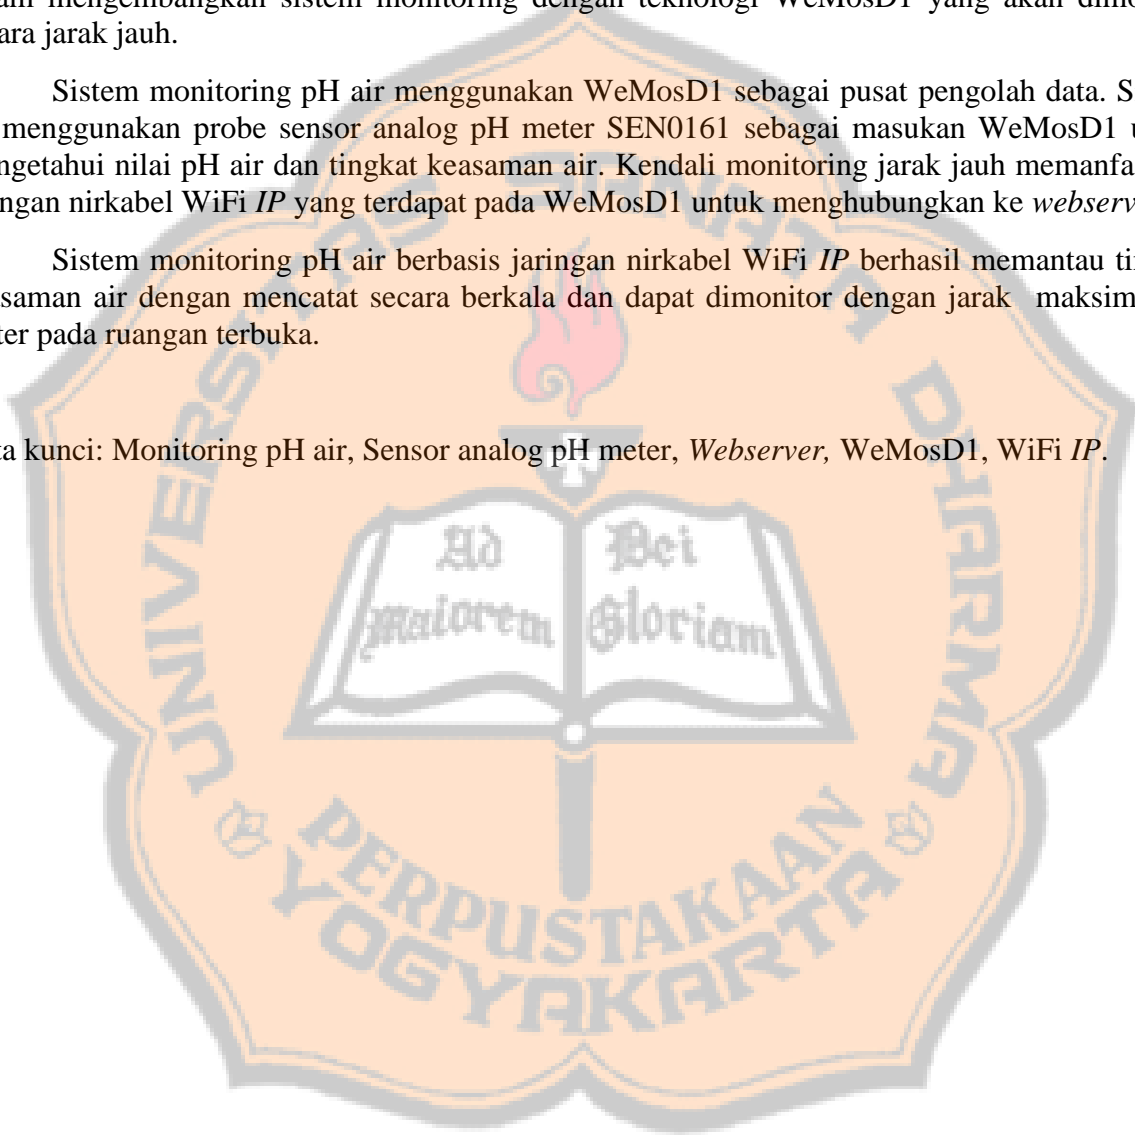 mengembangkan sistem monitoring dengan teknologi WeMosD1 yang akan
jarak jauh.
Sistem monitoring pH air menggunakan WeMosD1 sebagai pusat pengolah data. S
menggunakan probe sensor analog pH meter SEN0161 sebagai masukan WeMosD1 u
ngetahui nilai pH air dan tingkat keasaman air. Kendali monitoring jarak jauh memanfa
ngan nirkabel WiFi IP yang terdapat pada WeMosD1 untuk menghubungkan ke webserv
Sistem monitoring pH air berbasis jaringan nirkabel WiFi IP berhasil memantau ti
saman air dengan mencatat secara berkala dan dapat dimonitor dengan jarak maksim
ter pada ruangan terbuka.
ta kunci: Monitoring pH air, Sensor analog pH meter, Webserver, WeMosD1, WiFi IP.
UNIVERSITAS SANATA DHARMA
Ad Dei
maiorem Gloriam
PERPUSTAKAAN
YOGYAKARTA